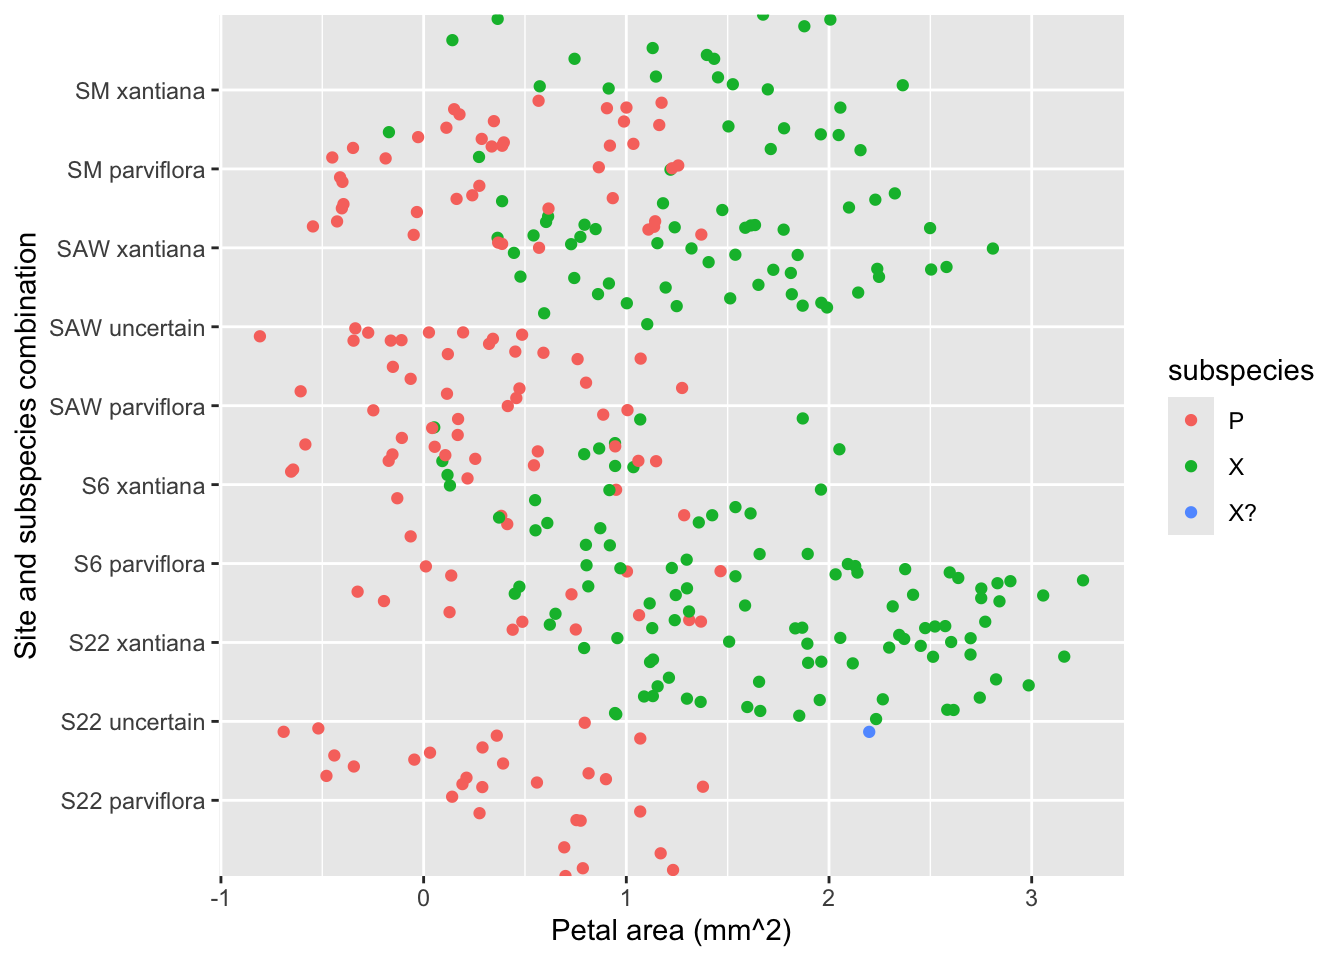 SM xantiana
SM parviflora
SAW xantiana
SAW uncertain
SAW parviflora
S6 xantiana
S6 parviflora
S22 xantiana
S22 uncertain
S22 parviflora
Site and subspecies combination
-1 0 1 2 3
Petal area (mm^2)
subspecies
P
X
X?